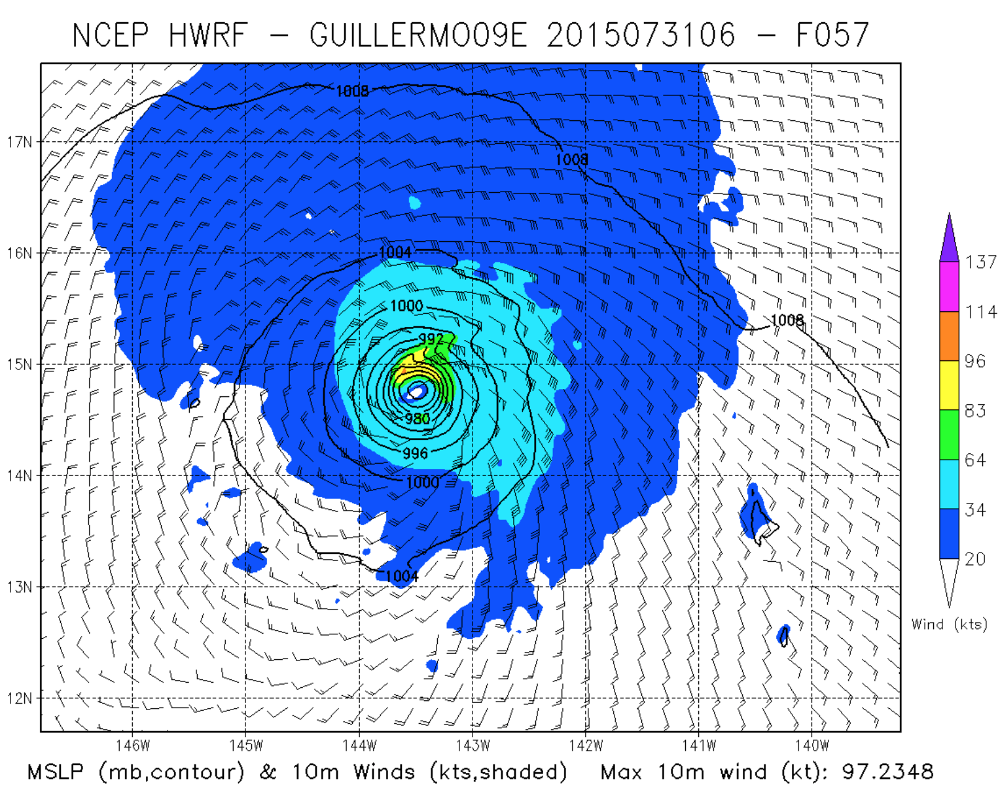 NCEP HWRF - GUILLERMO09E 2015073106 - F057
1008
1008
17N
1004
16N
137
1000
114
1008
992
96
15N
83
980
996
64
14N
1000
34
20
1004
13N
Wind (kts)
12N
146W 145W 144W 143W 142W 141W 140W
MSLP (mb,contour) & 10m Winds (kts,shaded) Max 10m wind (kt): 97.2348